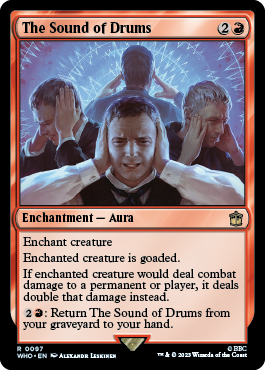 The Sound of Drums 2
Enchantment — Aura
Enchant creature
Enchanted creature is goaded.
If enchanted creature would deal combat
damage to a permanent or player, it deals
double that damage instead.
2 : Return The Sound of Drums from
your graveyard to your hand.
R 0097
WHO • EN Alexander Leskinen
© BBC
™ & © 2023 Wizards of the Coast